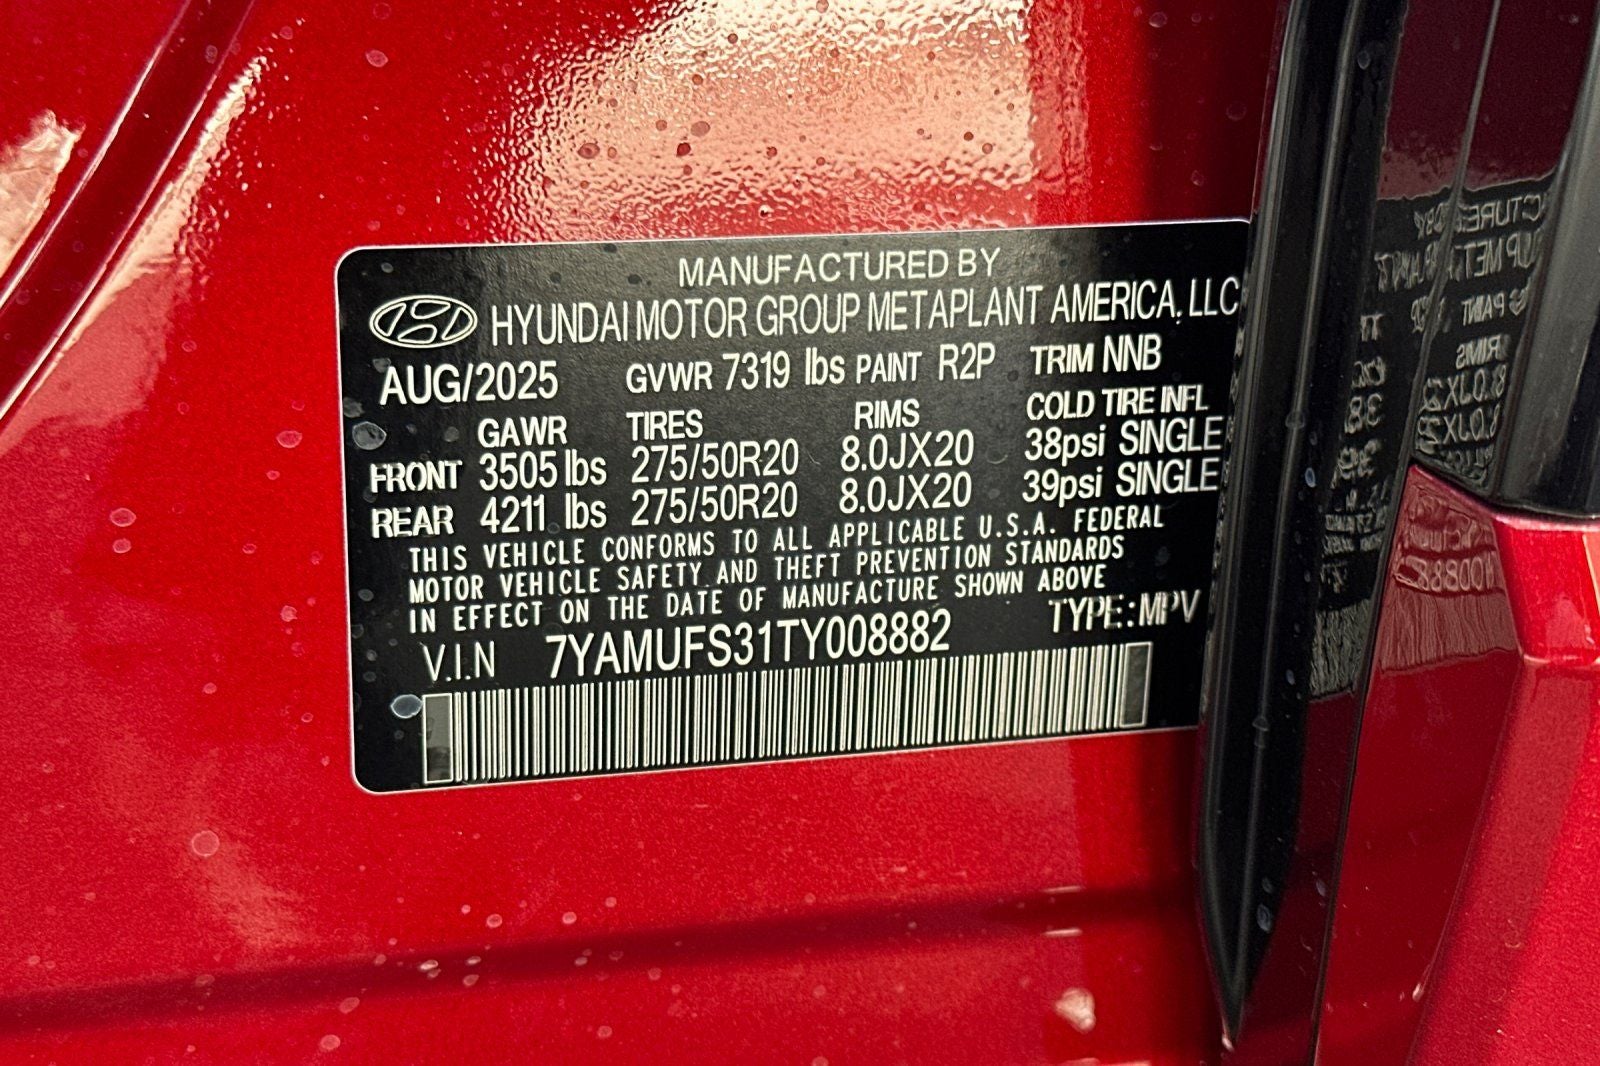 MANUFACTURED BY
HYUNDAI MOTOR GROUP METAPLANT AMERICA, LLC
AUG/2025 GVWR 7319 lbs PAINT R2P TRIM NNB
GAWR TIRES RIMS COLD TIRE INFL
FRONT 3505 lbs 275/50R20 8.0JX20 38psi SINGLE
REAR 4211 lbs 275/50R20 8.0JX20 39psi SINGLE
THIS VEHICLE CONFORMS TO ALL APPLICABLE U.S.A. FEDERAL
MOTOR VEHICLE SAFETY AND THEFT PREVENTION STANDARDS
IN EFFECT ON THE DATE OF MANUFACTURE SHOWN ABOVE
V.I.N 7YAMUFS31TY008882 TYPE: MPV